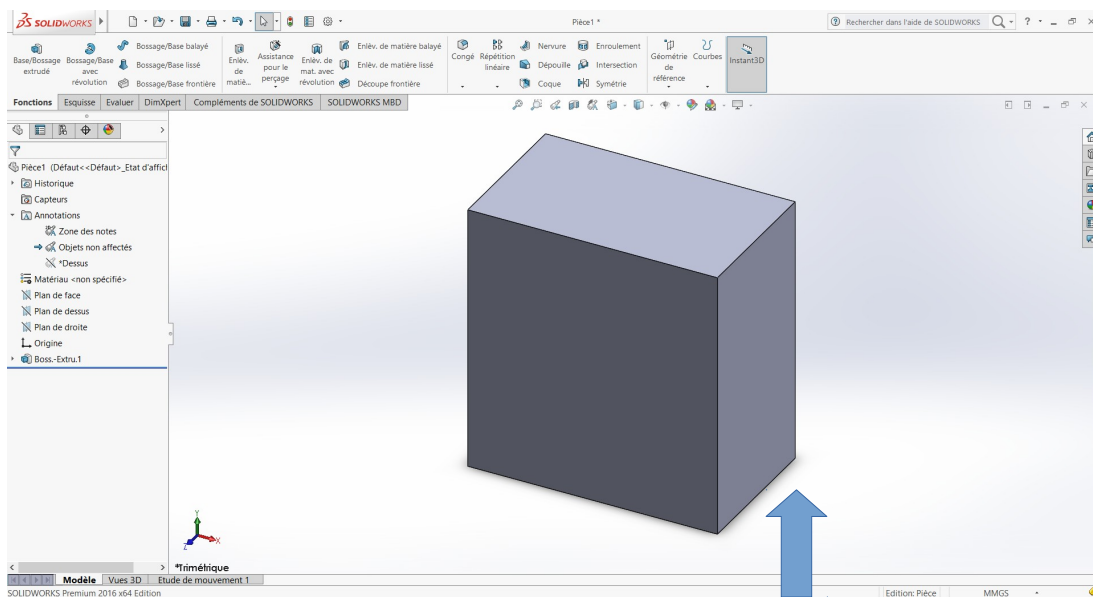 3S SOLIDWORKS
Pièce1 *
Rechercher dans l'aide de SOLIDWORKS
?
Base/Bossage extrudé
Bossage/Base avec révolution
Bossage/Base balayé
Bossage/Base lissé
Bossage/Base frontière
Enlèv. de matiè...
Assistance pour le perçage
Enlèv. de mat. avec révolution
Enlèv. de matière balayé
Enlèv. de matière lissé
Découpe frontière
Congé
Répétition linéaire
Nervure
Dépouille
Coque
Enroulement
Intersection
Symétrie
Géométrie de référence
Courbes
Instant3D
Fonctions Esquisse Evaluer DimXpert Compléments de SOLIDWORKS SOLIDWORKS MBD
Pièce1 (Défaut<<Défaut>_Etat d'affich
Historique
Capteurs
Annotations
Zone des notes
Objets non affectés
*Dessus
Matériau <non spécifié>
Plan de face
Plan de dessus
Plan de droite
Origine
Boss.-Extru.1
Y
X
Z
*Trimétrique
Modèle Vues 3D Etude de mouvement 1
SOLIDWORKS Premium 2016 x64 Edition
Edition: Pièce
MMGS